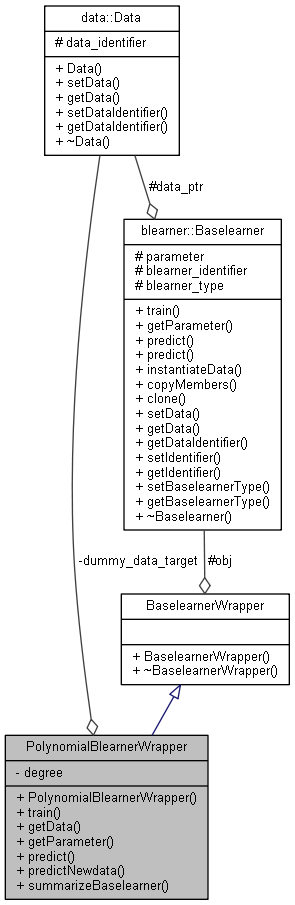 data::Data
# data_identifier
+ Data()
+ setData()
+ getData()
+ setDataIdentifier()
+ getDataIdentifier()
+ ~Data()
#data_ptr
blearner::Baselearner
# parameter
# blearner_identifier
# blearner_type
+ train()
+ getParameter()
+ predict()
+ predict()
+ instantiateData()
+ copyMembers()
+ clone()
+ setData()
+ getData()
+ getDataIdentifier()
+ setIdentifier()
+ getIdentifier()
+ setBaselearnerType()
+ getBaselearnerType()
+ ~Baselearner()
-dummy_data_target
#obj
BaselearnerWrapper
+ BaselearnerWrapper()
+ ~BaselearnerWrapper()
PolynomialBlearnerWrapper
- degree
+ PolynomialBlearnerWrapper()
+ train()
+ getData()
+ getParameter()
+ predict()
+ predictNewdata()
+ summarizeBaselearner()